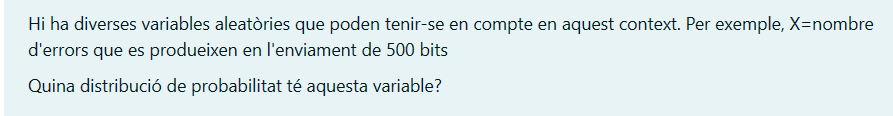 Hi ha diverses variables aleatòries que poden tenir-se en compte en aquest context. Per exemple, X=nombre
d'errors que es produeixen en l'enviament de 500 bits
Quina distribució de probabilitat té aquesta variable?